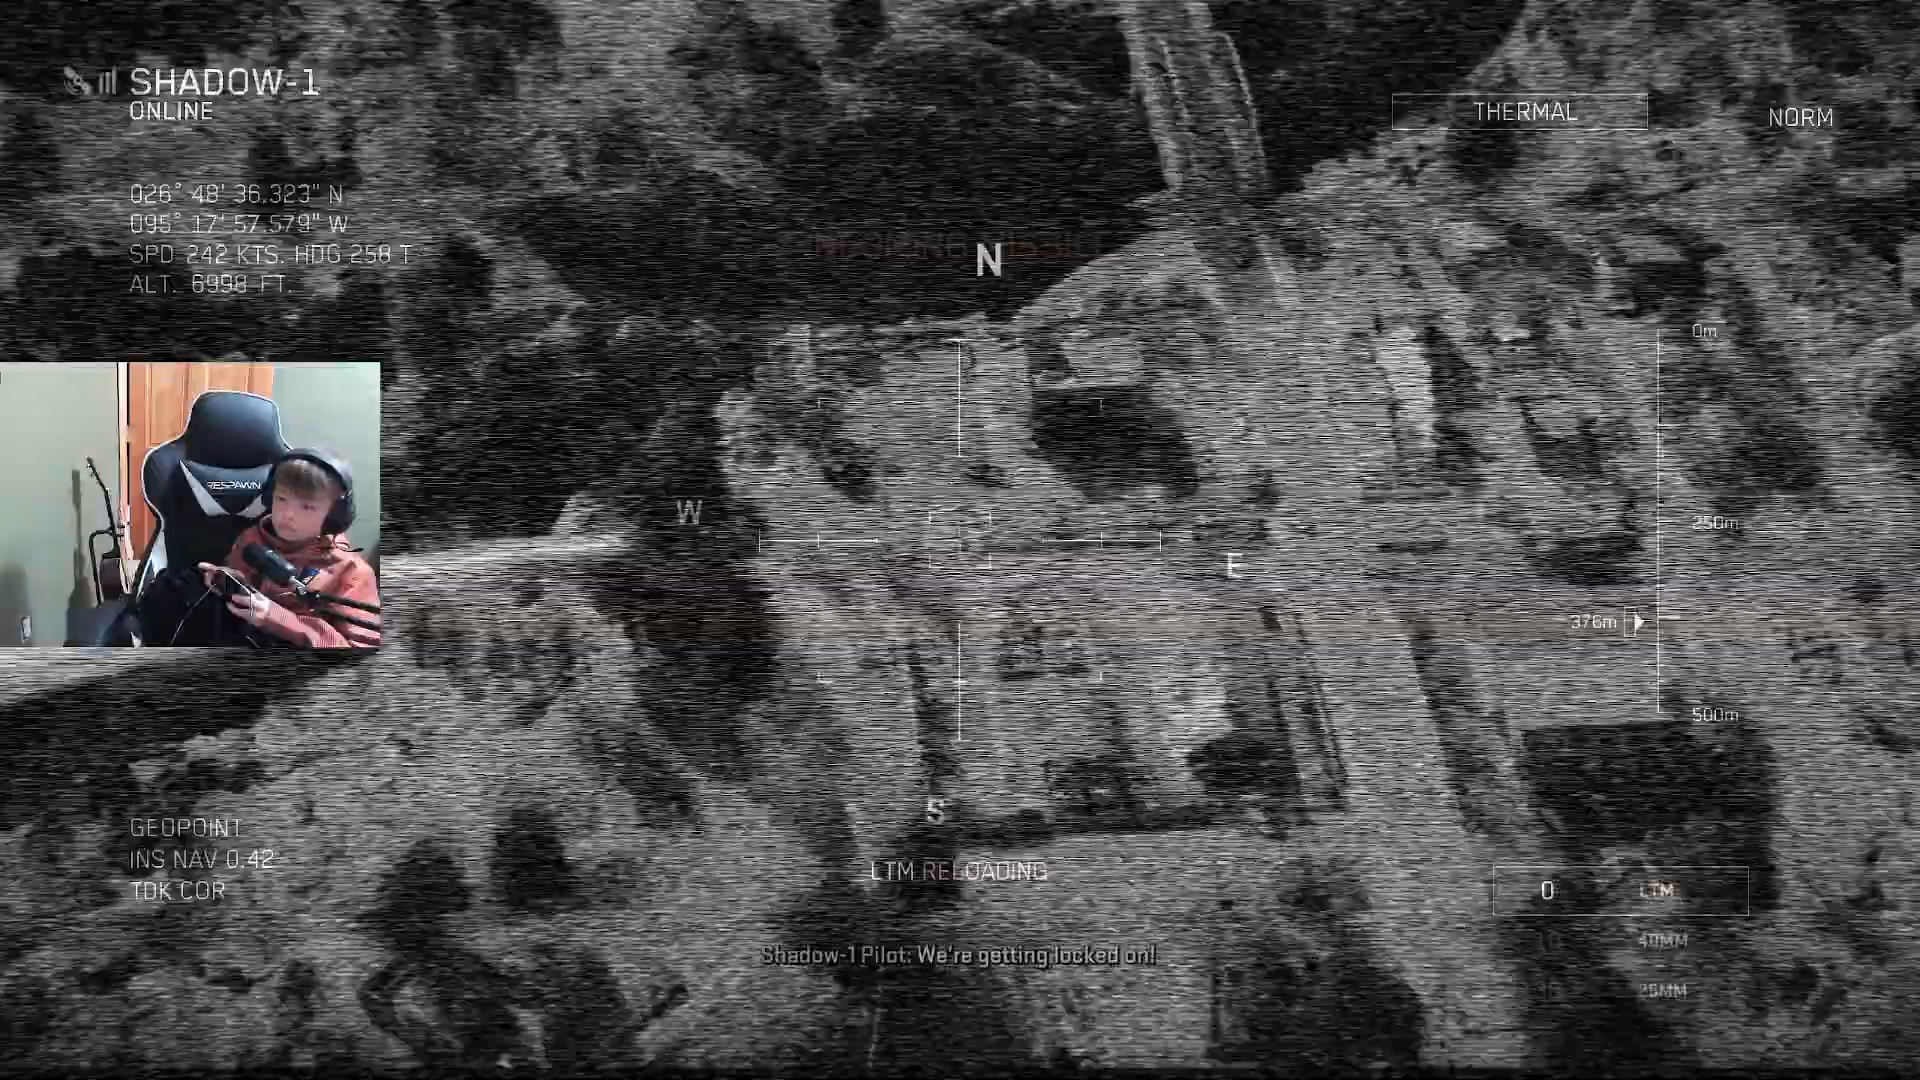 SHADOW-1
ONLINE
THERMAL
NORM
026° 48' 36.323" N
095° 17' 57.579" W
SPD 242 KTS. HDG 258 T
ALT. 6998 FT.
N
0m
W
RESPAWN
250m
E
376m
500m
S
GEOPOINT
INS NAV 0.42
TDK COR
LTM RELOADING
0 LTM
40MM
25MM
Shadow-1 Pilot: We're getting locked on!